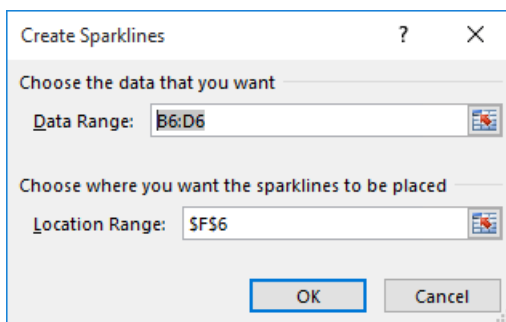 Create Sparklines ?
Choose the data that you want
Data Range: B6:D6
Choose where you want the sparklines to be placed
Location Range: $F$6
OK Cancel